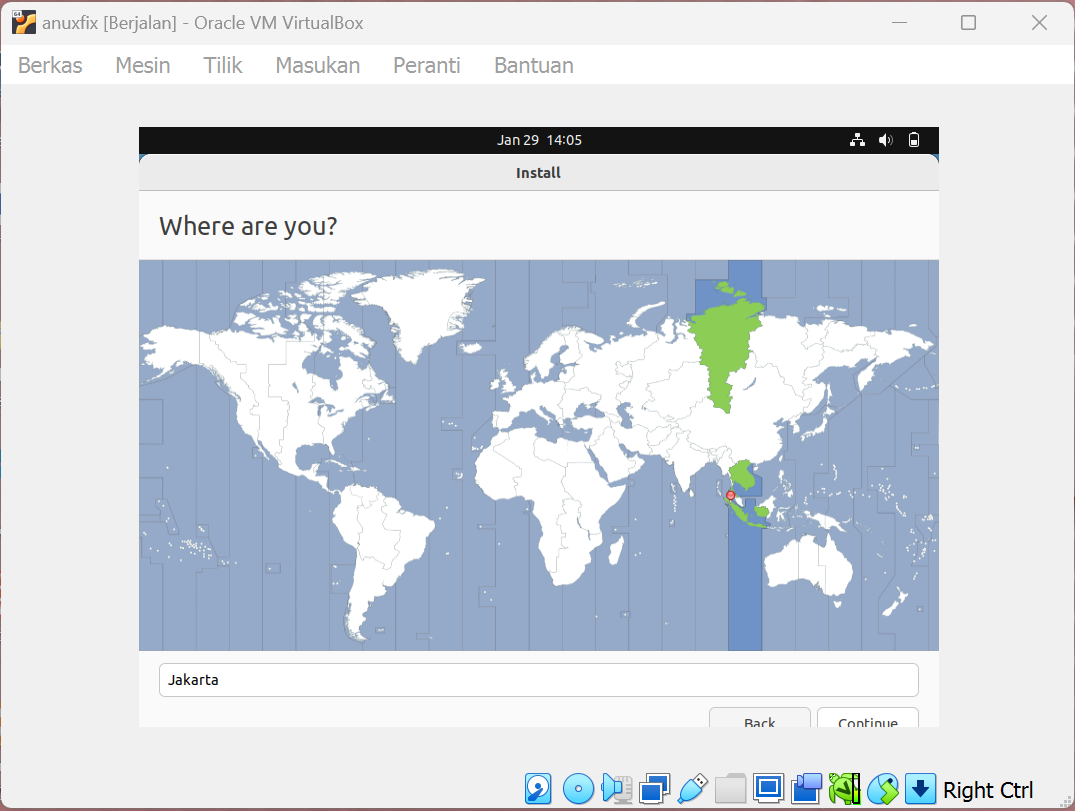 anuxfix [Berjalan] - Oracle VM VirtualBox
Berkas Mesin Tilik Masukan Peranti Bantuan
Jan 29 14:05
Install
Where are you?
Jakarta
Back Continue
Right Ctrl